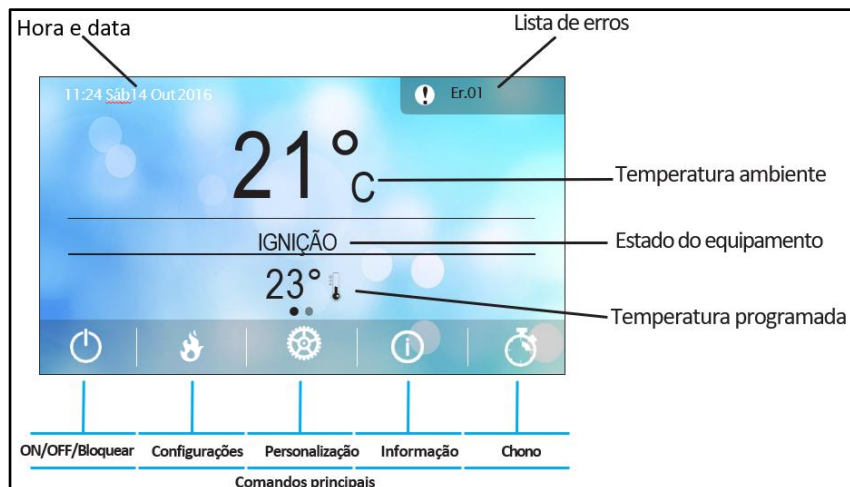 Hora e data
Lista de erros
11:24 Sáb14 Out 2016
Er.01
21°C
Temperatura ambiente
IGNIÇÃO
Estado do equipamento
23°
Temperatura programada
ON/OFF/Bloquear
Configurações
Personalização
Informação
Chono
Comandos principais